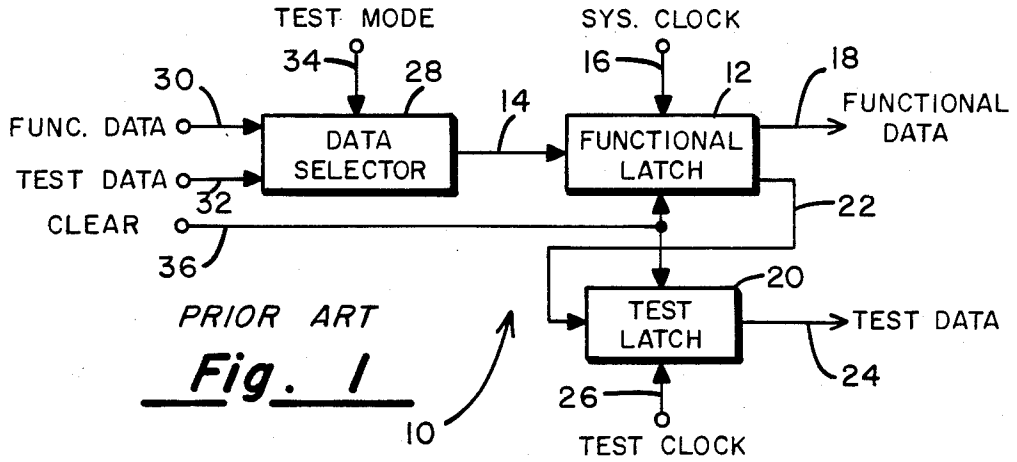 TEST MODE
SYS. CLOCK
34
28
16
12
18
30
14
FUNC. DATA
DATA
SELECTOR
FUNCTIONAL
LATCH
FUNCTIONAL
DATA
TEST DATA
32
22
CLEAR
36
20
PRIOR ART
TEST
LATCH
TEST DATA
Fig. 1
24
10
26
TEST CLOCK